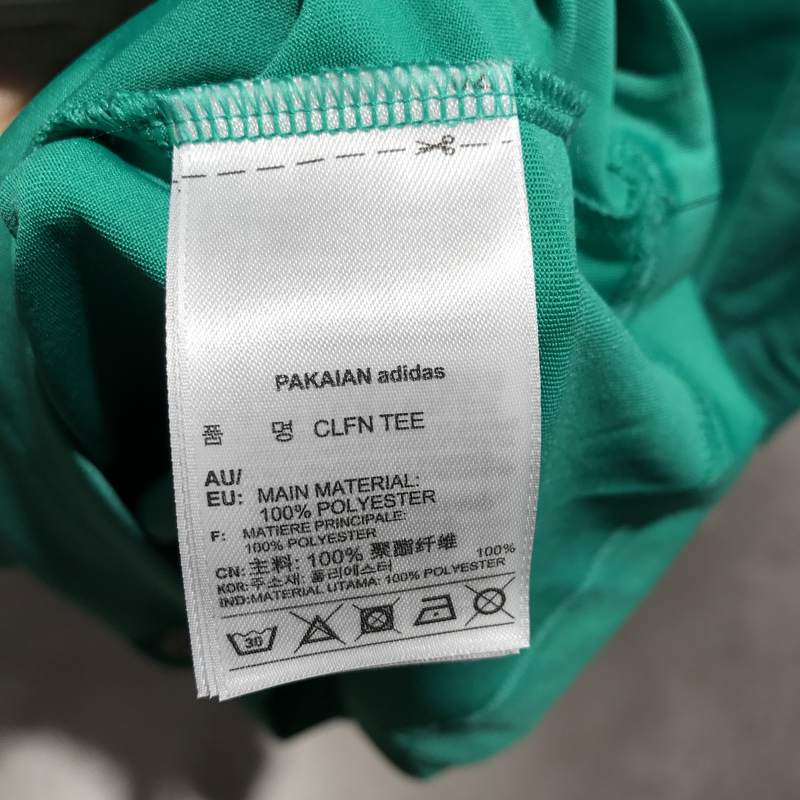 PAKAIAN adidas
품 명 CLFN TEE
AU/
EU: MAIN MATERIAL:
100% POLYESTER
F: MATIERE PRINCIPALE:
100% POLYESTER
CN: 主料: 100% 聚酯纤维
KOR: 주소재: 폴리에스터 100%
IND: MATERIAL UTAMA: 100% POLYESTER
30